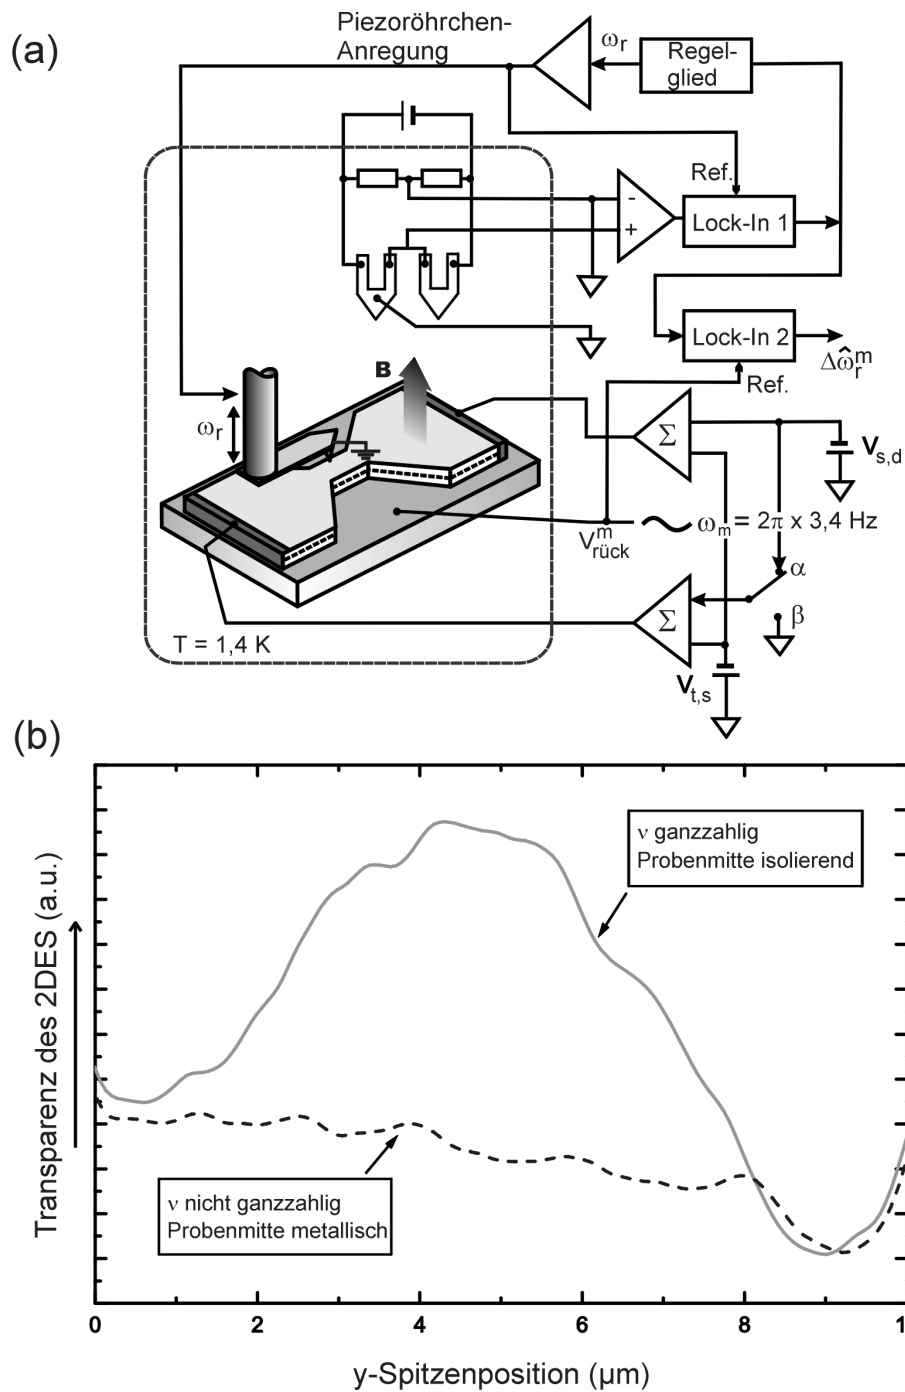 (a)
Piezoröhrchen-
Anregung
ωr
Regel-
glied
Ref.
-
+
Lock-In 1
Lock-In 2
Δω̂rᵐ
Ref.
B
ωr
Σ
Vs,d
Vᵐrück
ωm = 2π x 3,4 Hz
α
β
Σ
T = 1,4 K
Vt,s
(b)
Transparenz des 2DES (a.u.)
ν ganzzahlig
Probenmitte isolierend
ν nicht ganzzahlig
Probenmitte metallisch
0 2 4 6 8 1
y-Spitzenposition (µm)